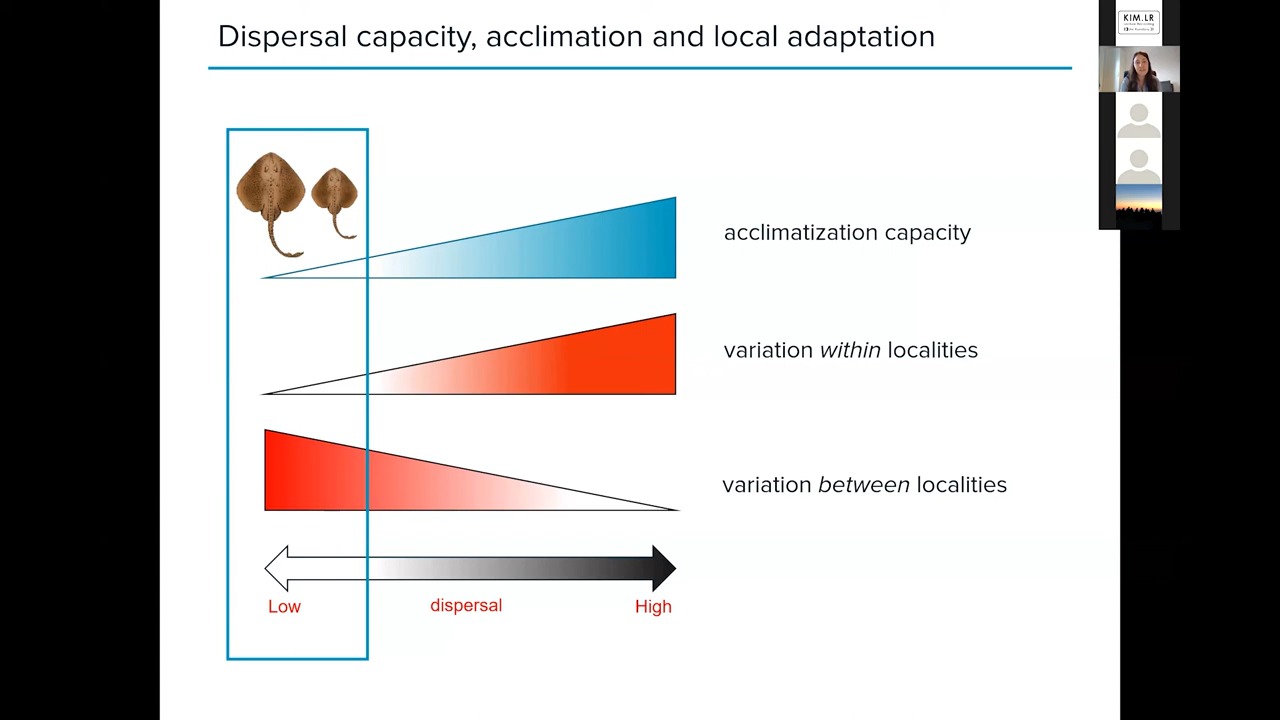 Dispersal capacity, acclimation and local adaptation
KIM.LR
acclimatization capacity
variation within localities
variation between localities
Low
dispersal
High